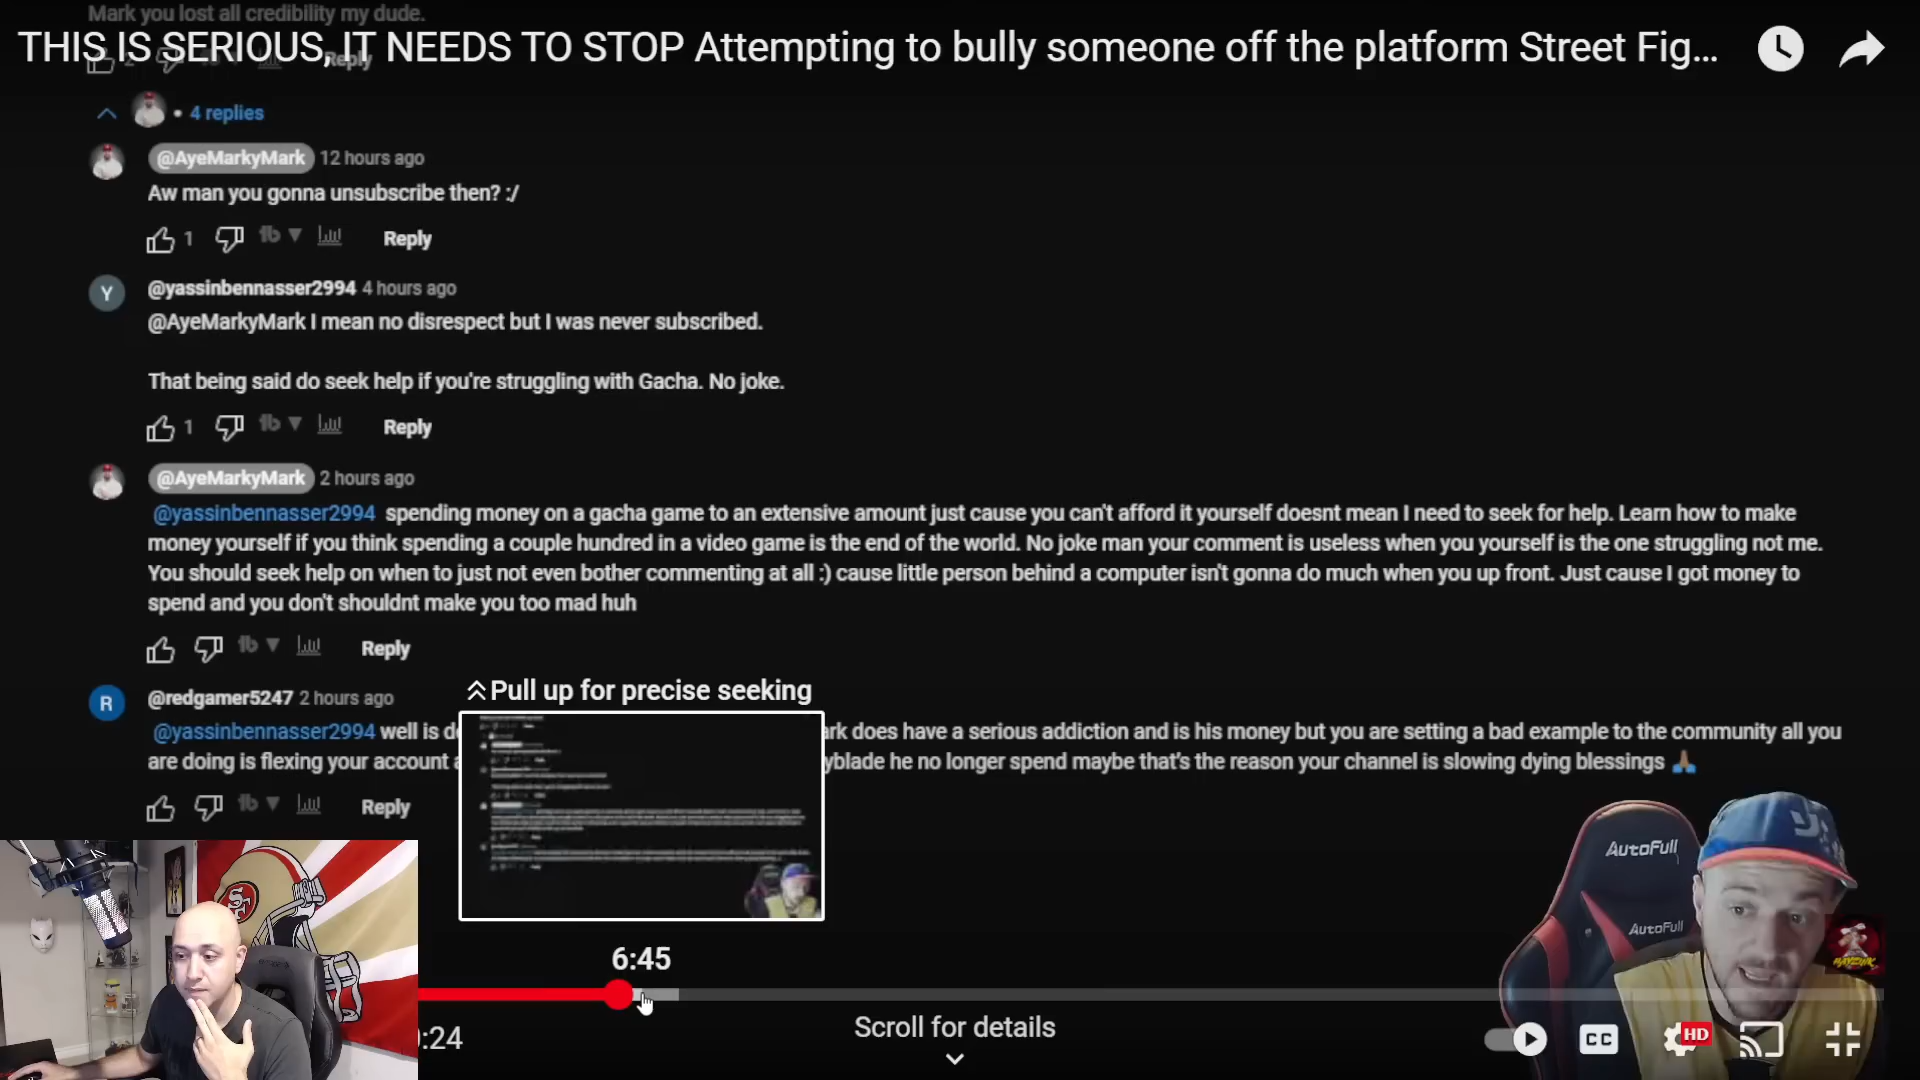 Mark you lost all credibility my dude.
THIS IS SERIOUS, IT NEEDS TO STOP Attempting to bully someone off the platform Street Fig...
Reply
4 replies
@AyeMarkyMark 12 hours ago
Aw man you gonna unsubscribe then? :/
1 Reply
Y @yassinbennasser2994 4 hours ago
@AyeMarkyMark I mean no disrespect but I was never subscribed.
That being said do seek help if you're struggling with Gacha. No joke.
1 Reply
@AyeMarkyMark 2 hours ago
@yassinbennasser2994 spending money on a gacha game to an extensive amount just cause you can't afford it yourself doesnt mean I need to seek for help. Learn how to make
money yourself if you think spending a couple hundred in a video game is the end of the world. No joke man your comment is useless when you yourself is the one struggling not me.
You should seek help on when to just not even bother commenting at all :) cause little person behind a computer isn't gonna do much when you up front. Just cause I got money to
spend and you don't shouldnt make you too mad huh
Reply
R @redgamer5247 2 hours ago
Pull up for precise seeking
@yassinbennasser2994 well is d rk does have a serious addiction and is his money but you are setting a bad example to the community all you
are doing is flexing your account yblade he no longer spend maybe that's the reason your channel is slowing dying blessings 🙏🏽
Reply
AutoFull
AutoFull
SF
6:45
:24
Scroll for details
CC
HD